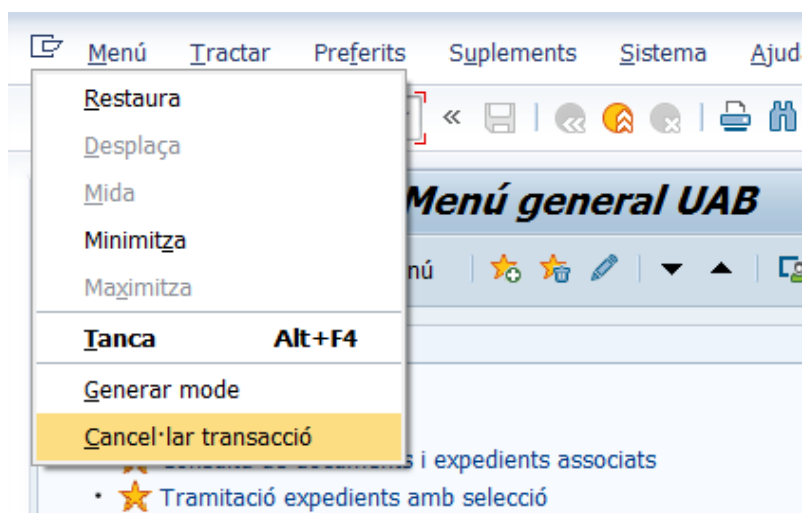 Menú Tractar Preferits Suplements Sistema Ajud
Restaura
Desplaça
Mida
Menú general UAB
Minimitza
nú
Maximitza
Tanca Alt+F4
Generar mode
Cancel·lar transacció
i expedients associats
Tramitació expedients amb selecció